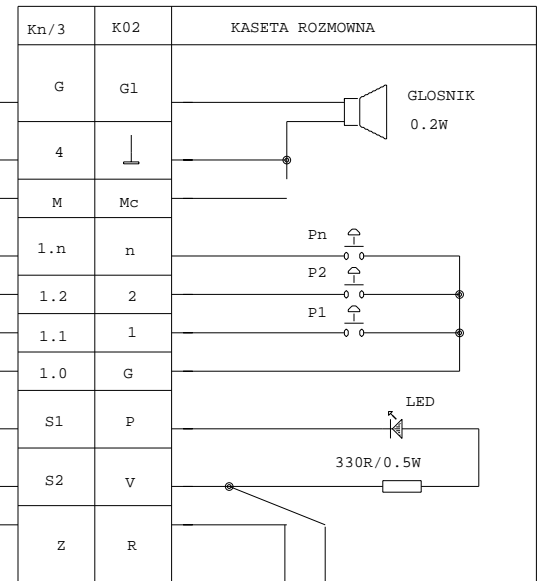 Kn/3 K02 KASETA ROZMOWNA
G Gl GLOSNIK
0.2W
4
M Mc
1.n n Pn
1.2 2 P2
1.1 1 P1
1.0 G
S1 P LED
S2 V 330R/0.5W
Z R